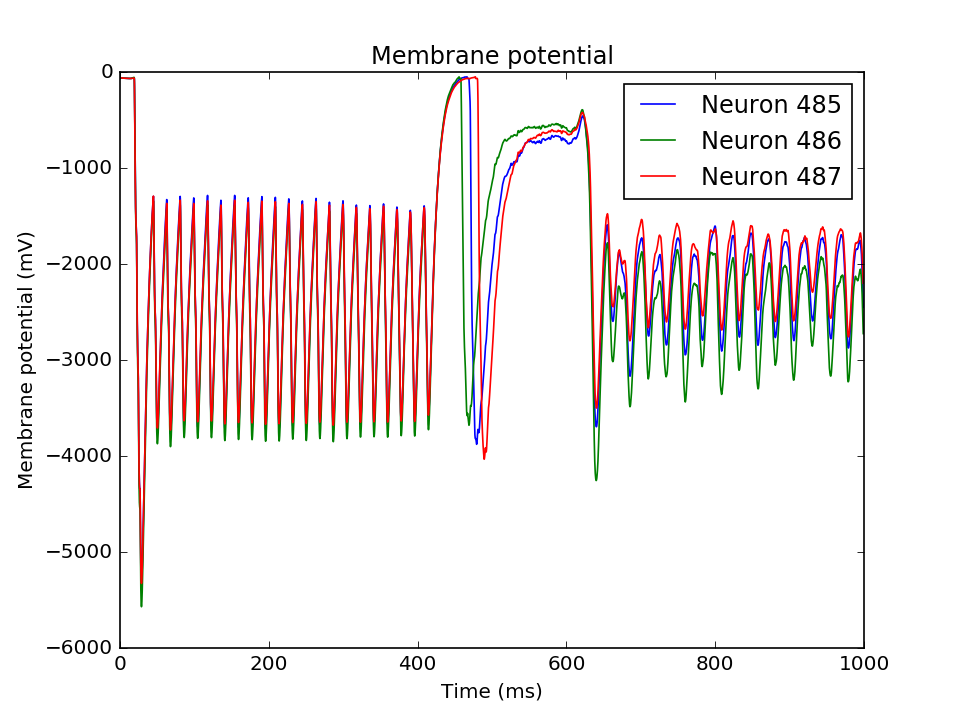 Membrane potential
Neuron 485
Neuron 486
Neuron 487
Membrane potential (mV)
0
−1000
−2000
−3000
−4000
−5000
−6000
0 200 400 600 800 1000
Time (ms)